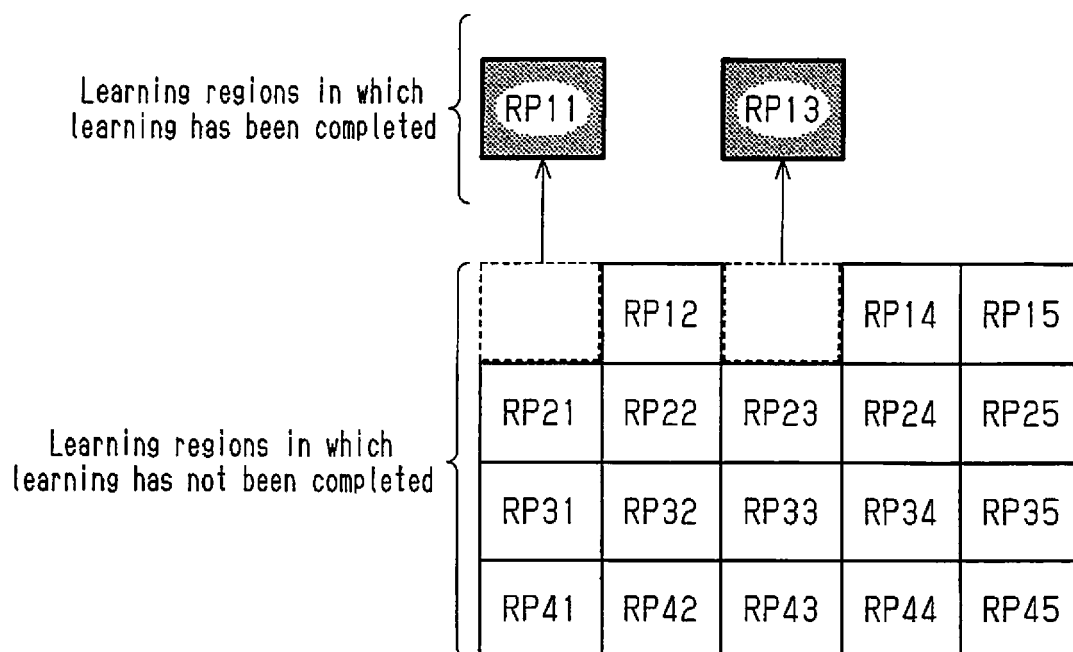 Learning regions in which
learning has been completed
RP11 RP13
RP12 RP14 RP15
RP21 RP22 RP23 RP24 RP25
Learning regions in which
learning has not been completed
RP31 RP32 RP33 RP34 RP35
RP41 RP42 RP43 RP44 RP45